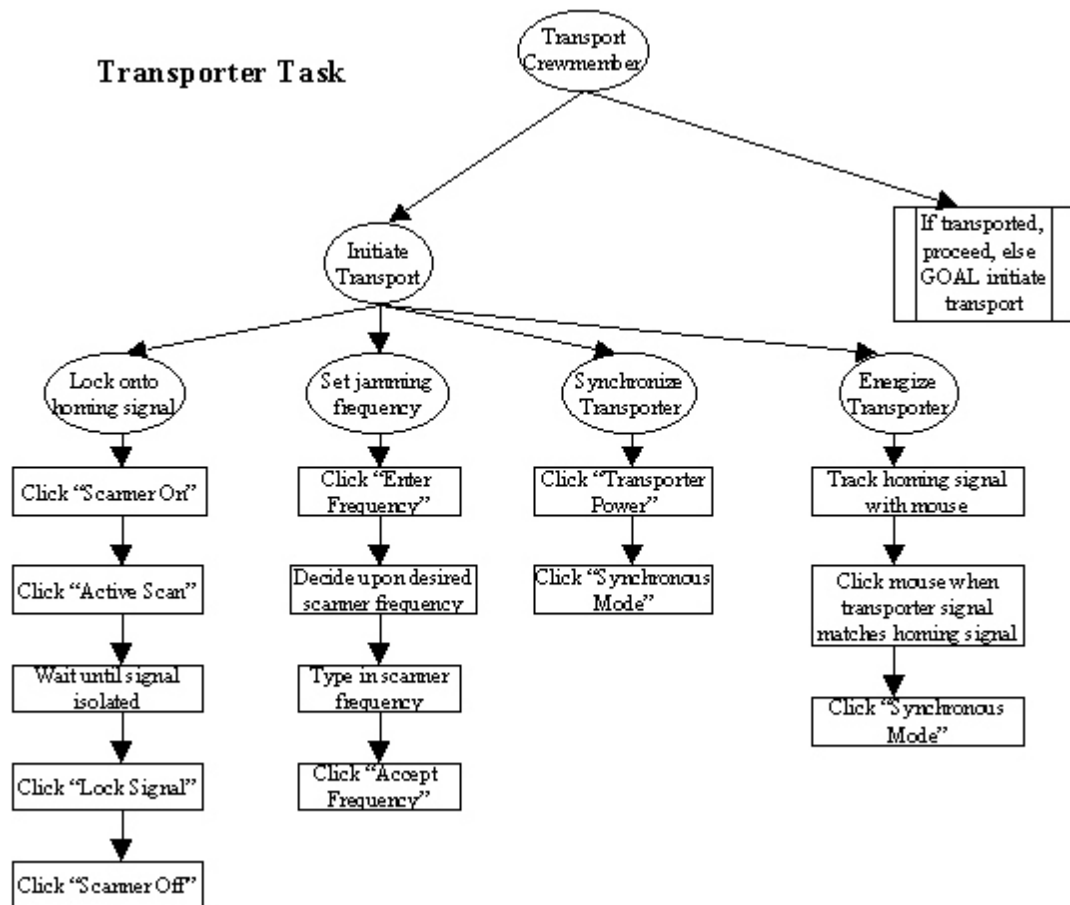 Transporter Task
Transport
Crewmember
If transported,
proceed, else
GOAL initiate
transport
Initiate
Transport
Lock onto
homing signal
Set jamming
frequency
Synchronize
Transporter
Energize
Transporter
Click “Scanner On”
Click “Active Scan”
Wait until signal
isolated
Click “Lock Signal”
Click “Scanner Off”
Click “Enter
Frequency”
Decide upon desired
scanner frequency
Type in scanner
frequency
Click “Accept
Frequency”
Click “Transporter
Power”
Click “Synchronous
Mode”
Track homing signal
with mouse
Click mouse when
transporter signal
matches homing signal
Click “Synchronous
Mode”